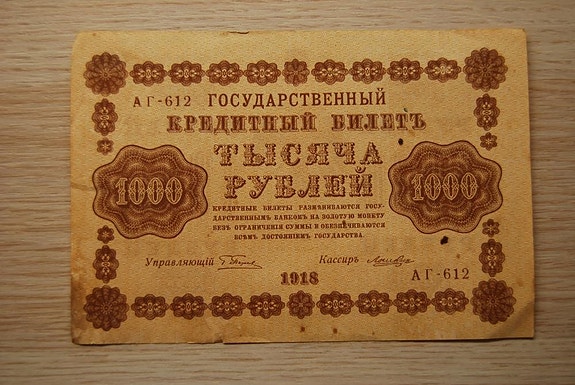 АГ-612 ГОСУДАРСТВЕННЫЙ
КРЕДИТНЫЙ БИЛЕТЪ
ТЫСЯЧА
1000 РУБЛЕЙ 1000
КРЕДИТНЫЕ БИЛЕТЫ РАЗМѢНИВАЮТСЯ ГОСУ-
ДАРСТВЕННЫМЪ БАНКОМЪ НА ЗОЛОТУЮ МОНЕТУ
БЕЗЪ ОГРАНИЧЕНІЯ СУММЫ И ОБЕЗПЕЧИВАЮТСЯ
ВСѢМЪ ДОСТОЯНІЕМЪ ГОСУДАРСТВА.
Управляющій Кассиръ
1918
АГ-612